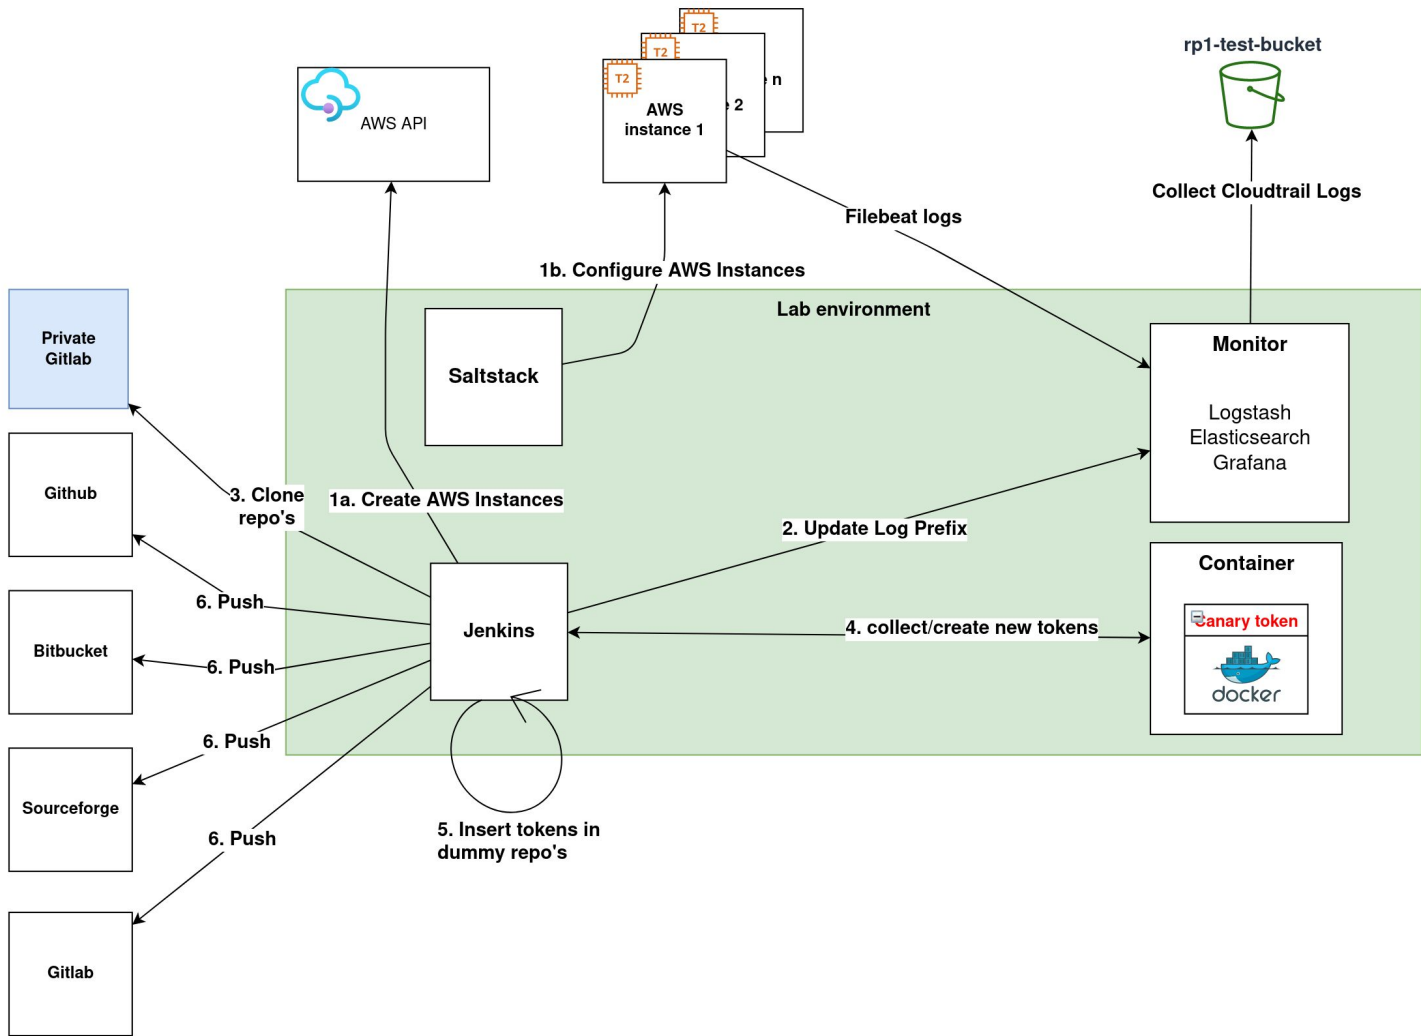 rp1-test-bucket
T2
T2
T2
AWS API
AWS
instance 1
e 2
e n
Collect Cloudtrail Logs
Filebeat logs
1b. Configure AWS Instances
Lab environment
Private
Gitlab
Saltstack
Monitor
Logstash
Elasticsearch
Grafana
Github
3. Clone
repo's
1a. Create AWS Instances
2. Update Log Prefix
Container
6. Push
Jenkins
4. collect/create new tokens
Canary token
docker
Bitbucket
6. Push
6. Push
Sourceforge
6. Push
5. Insert tokens in
dummy repo's
Gitlab